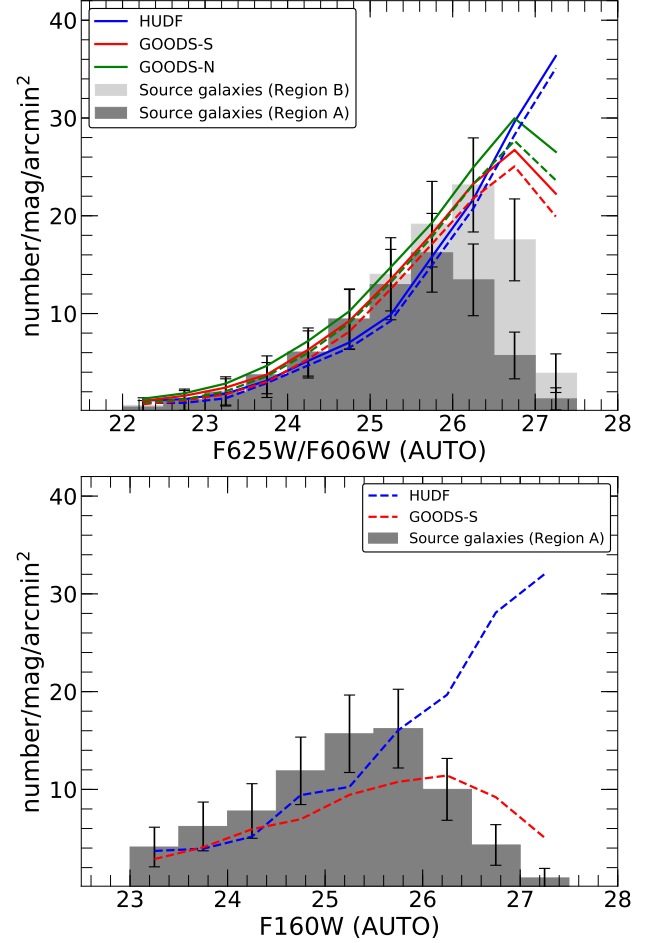 HUDF
GOODS-S
GOODS-N
Source galaxies (Region B)
Source galaxies (Region A)
40
30
20
10
number/mag/arcmin²
22 23 24 25 26 27 28
F625W/F606W (AUTO)
HUDF
GOODS-S
Source galaxies (Region A)
40
30
20
10
number/mag/arcmin²
23 24 25 26 27 28
F160W (AUTO)